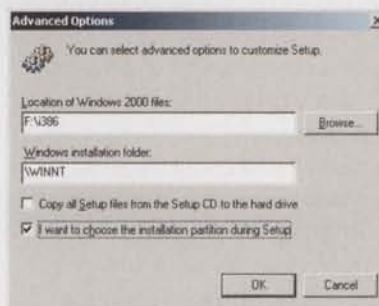 Advanced Options
You can select advanced options to customize Setup.
Location of Windows 2000 files:
F:\i386
Browse...
Windows installation folder:
\WINNT
Copy all Setup files from the Setup CD to the hard drive
I want to choose the installation partition during Setup
OK
Cancel